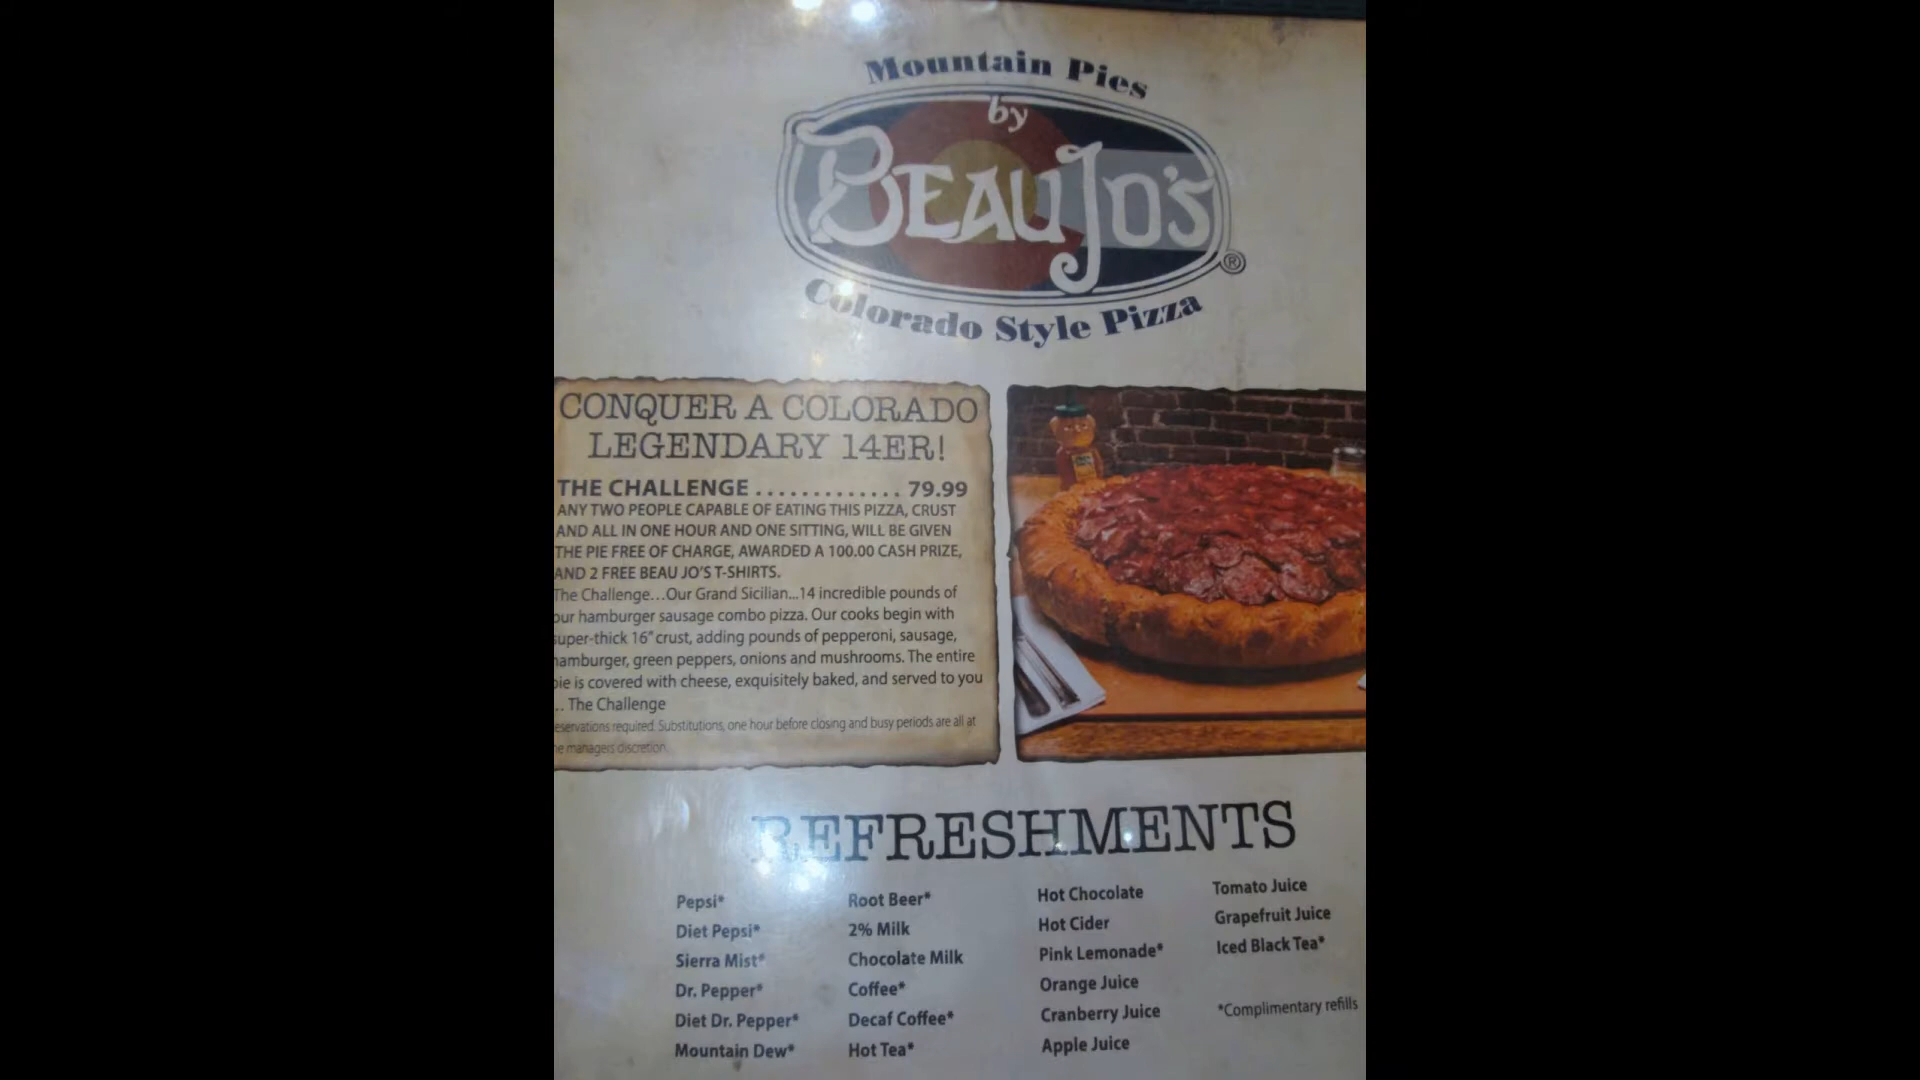 Mountain Pies
by
BEAU JO'S®
Colorado Style Pizza
CONQUER A COLORADO
LEGENDARY 14ER!
THE CHALLENGE ............. 79.99
ANY TWO PEOPLE CAPABLE OF EATING THIS PIZZA, CRUST
AND ALL IN ONE HOUR AND ONE SITTING, WILL BE GIVEN
THE PIE FREE OF CHARGE, AWARDED A 100.00 CASH PRIZE,
AND 2 FREE BEAU JO'S T-SHIRTS.
The Challenge...Our Grand Sicilian...14 incredible pounds of
our hamburger sausage combo pizza. Our cooks begin with
super-thick 16" crust, adding pounds of pepperoni, sausage,
hamburger, green peppers, onions and mushrooms. The entire
pie is covered with cheese, exquisitely baked, and served to you
.. The Challenge
eservations required. Substitutions, one hour before closing and busy periods are all at
e managers discretion.
REFRESHMENTS
Pepsi*
Diet Pepsi*
Sierra Mist*
Dr. Pepper*
Diet Dr. Pepper*
Mountain Dew*
Root Beer*
2% Milk
Chocolate Milk
Coffee*
Decaf Coffee*
Hot Tea*
Hot Chocolate
Hot Cider
Pink Lemonade*
Orange Juice
Cranberry Juice
Apple Juice
Tomato Juice
Grapefruit Juice
Iced Black Tea*
*Complimentary refills